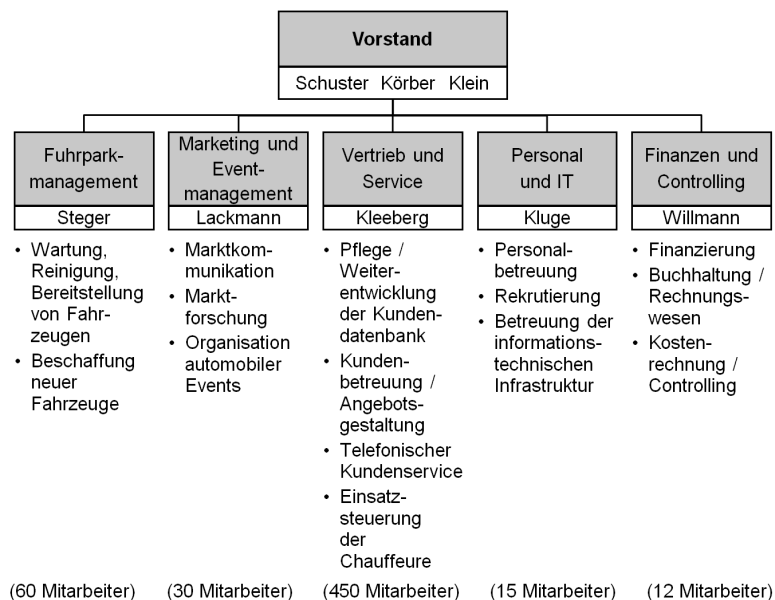 Vorstand
Schuster Körber Klein
Fuhrpark-
management
Steger
• Wartung,
Reinigung,
Bereitstellung
von Fahr-
zeugen
• Beschaffung
neuer
Fahrzeuge
(60 Mitarbeiter)
Marketing und
Event-
management
Lackmann
• Marktkom-
munikation
• Markt-
forschung
• Organisation
automobiler
Events
(30 Mitarbeiter)
Vertrieb und
Service
Kleeberg
• Pflege /
Weiter-
entwicklung
der Kunden-
datenbank
• Kunden-
betreuung /
Angebots-
gestaltung
• Telefonischer
Kundenservice
• Einsatz-
steuerung
der
Chauffeure
(450 Mitarbeiter)
Personal
und IT
Kluge
• Personal-
betreuung
• Rekrutierung
• Betreuung der
informations-
technischen
Infrastruktur
(15 Mitarbeiter)
Finanzen und
Controlling
Willmann
• Finanzierung
• Buchhaltung /
Rechnungs-
wesen
• Kosten-
rechnung /
Controlling
(12 Mitarbeiter)